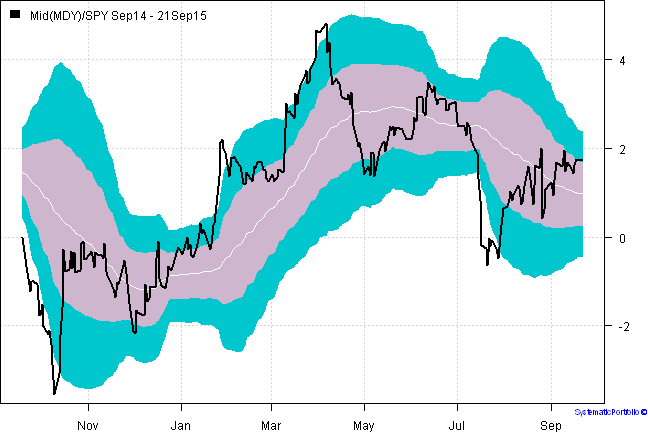 Mid(MDY)/SPY Sep14 - 21Sep15
4
2
0
-2
Nov Jan Mar May Jul Sep
SystematicPortfolio ©